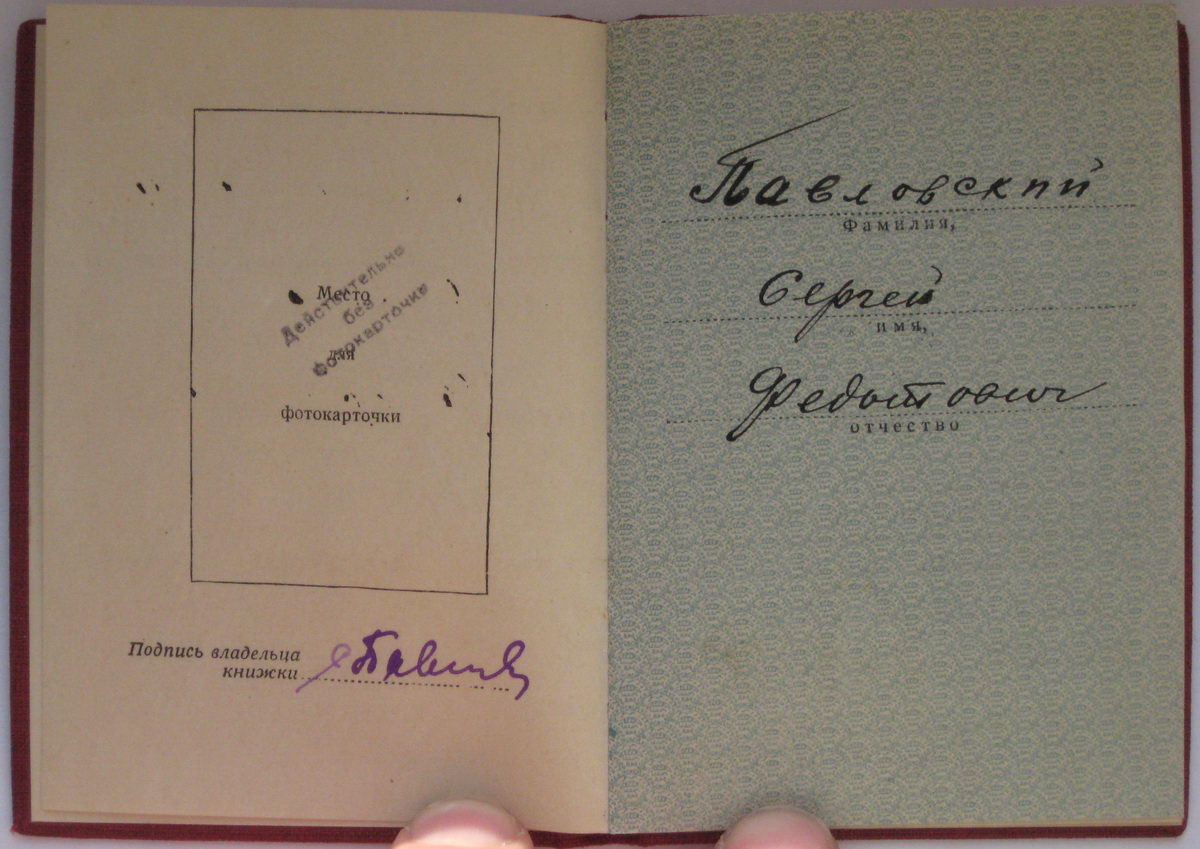 Место
Действительно
без
фотокарточки
для
фотокарточки
Подпись владельца
книжки
Павловский
Фамилия,
Сергей
имя,
Федотович
отчество